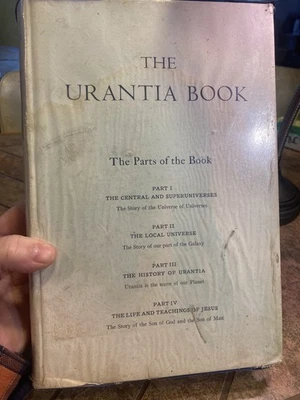 THE
URANTIA BOOK
The Parts of the Book
PART I
THE CENTRAL AND SUPERUNIVERSES
The Story of the Universe of Universes
PART II
THE LOCAL UNIVERSE
The Story of our part of the Galaxy
PART III
THE HISTORY OF URANTIA
Urantia is the name of our Planet
PART IV
THE LIFE AND TEACHINGS OF JESUS
The Story of the Son of God and the Son of Man